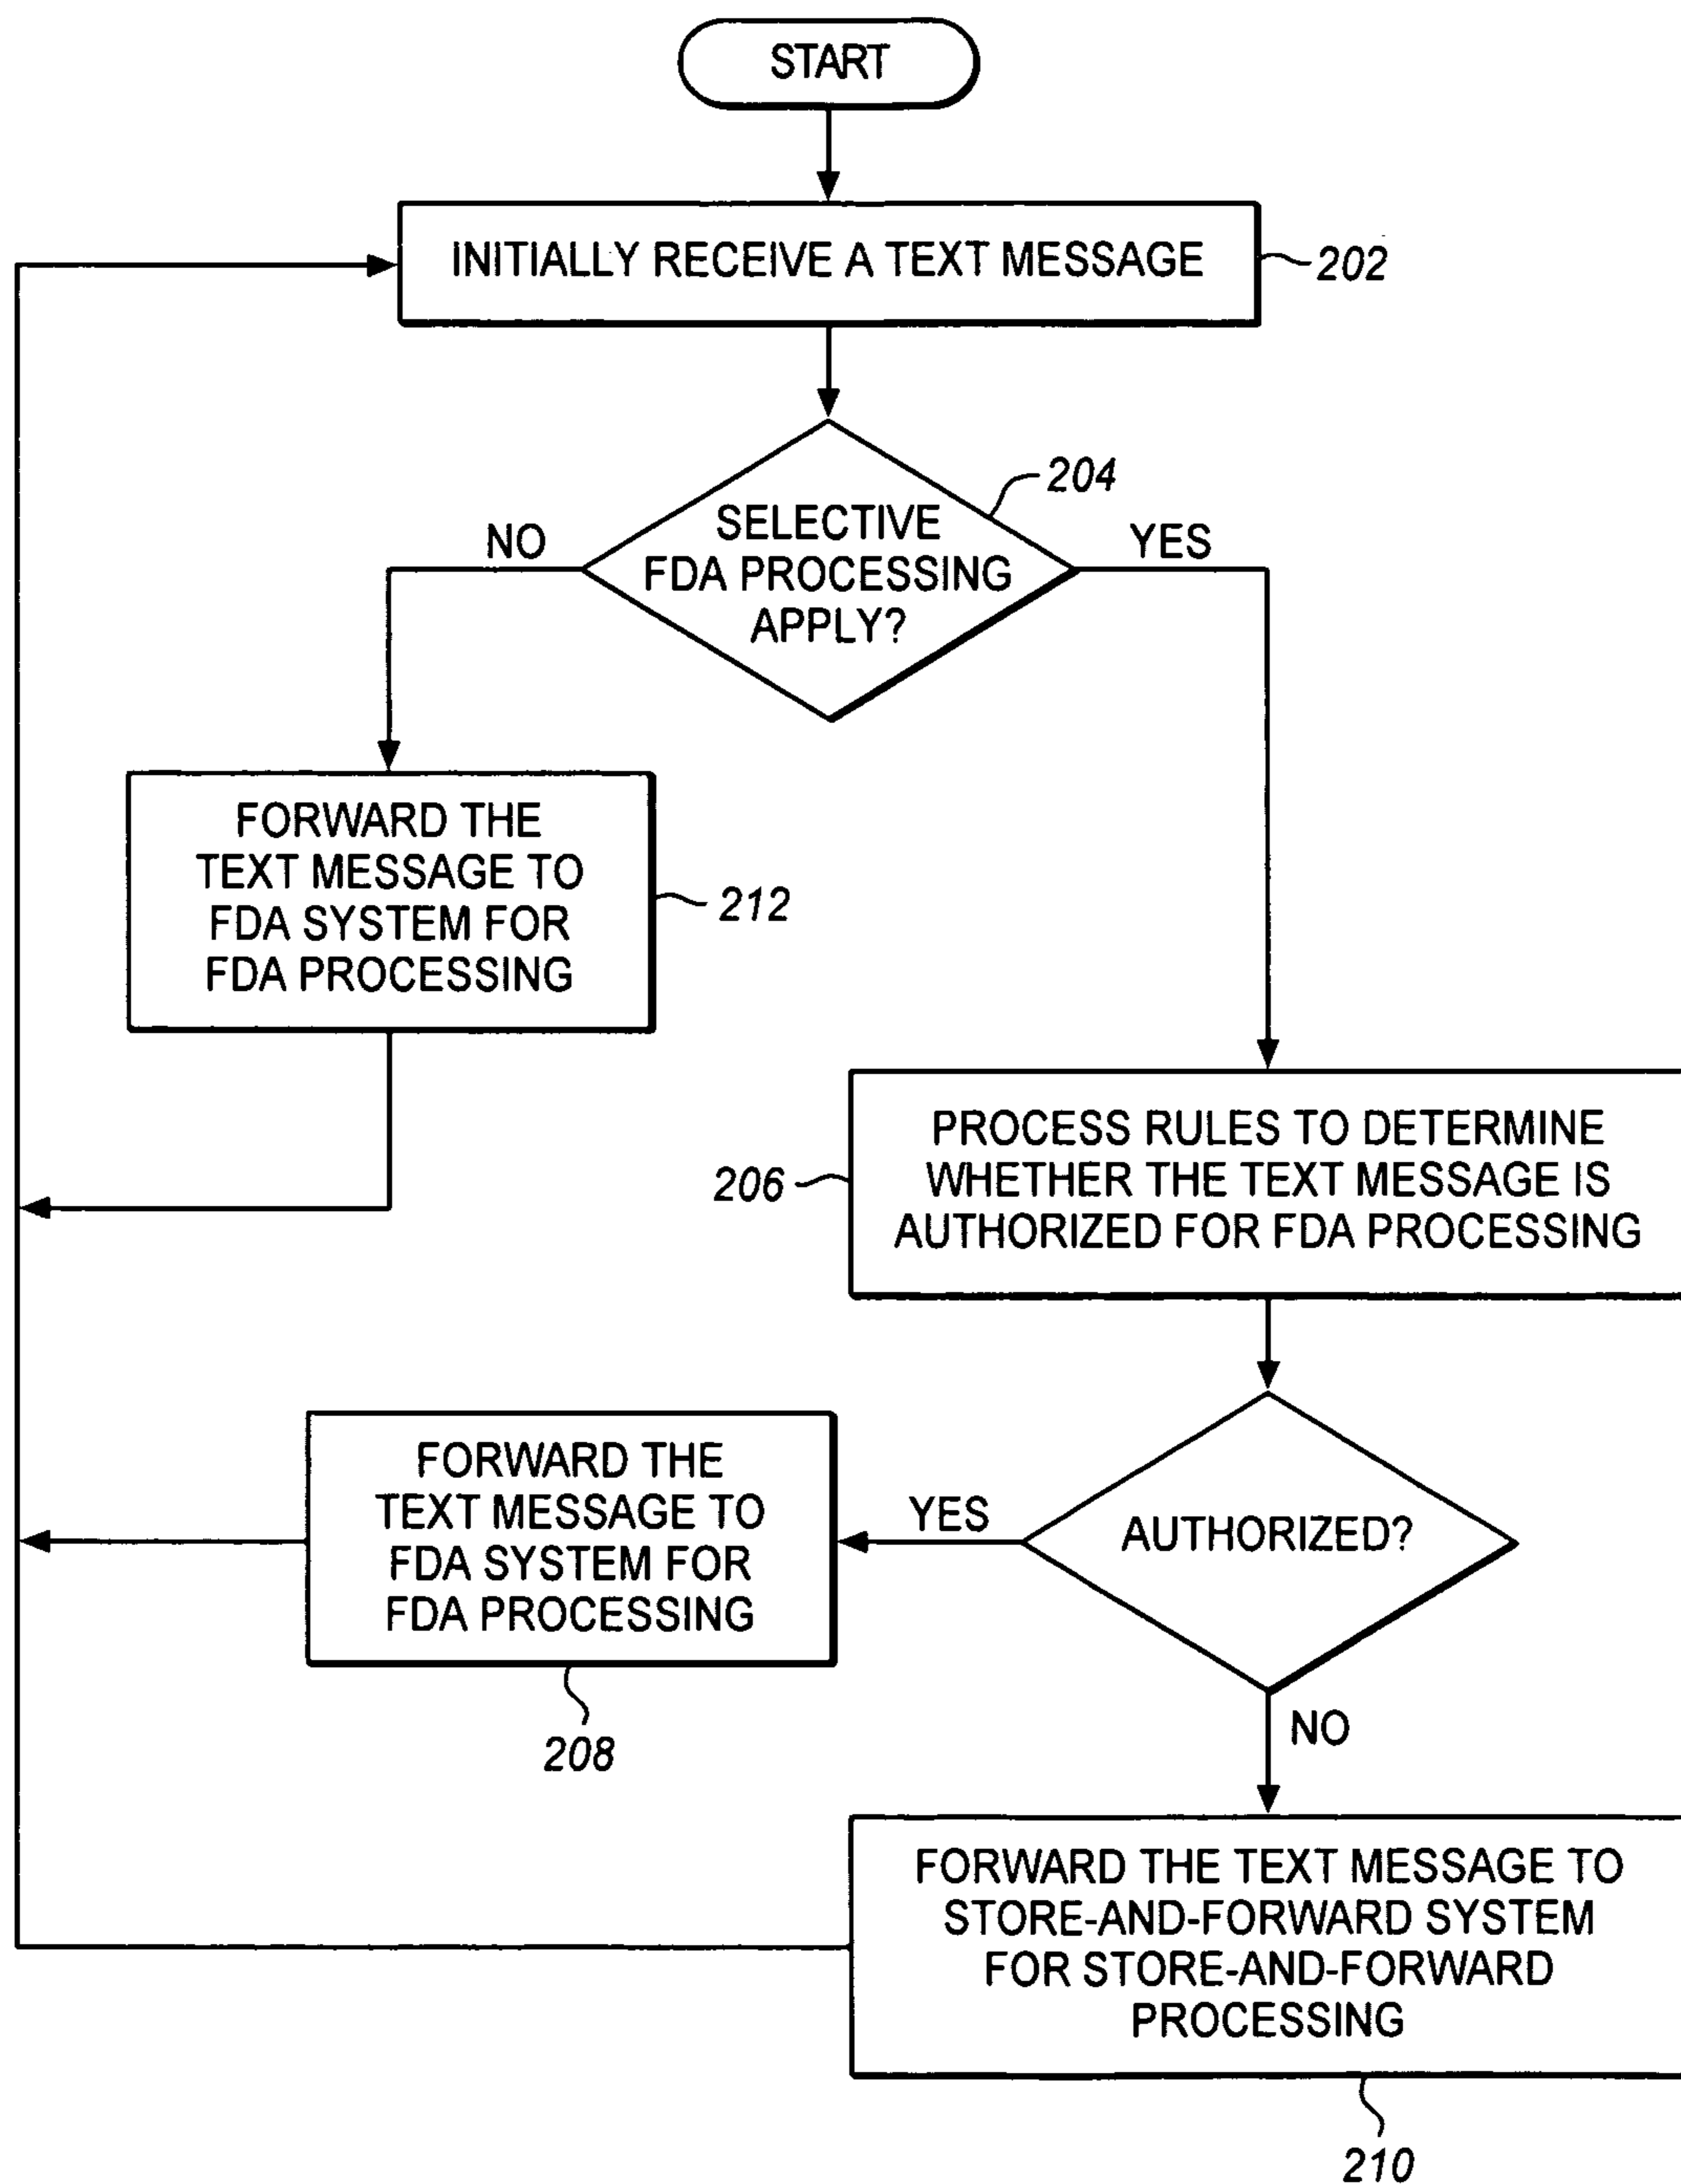 START
INITIALLY RECEIVE A TEXT MESSAGE
202
204
SELECTIVE
FDA PROCESSING
APPLY?
NO
YES
FORWARD THE
TEXT MESSAGE TO
FDA SYSTEM FOR
FDA PROCESSING
212
PROCESS RULES TO DETERMINE
WHETHER THE TEXT MESSAGE IS
AUTHORIZED FOR FDA PROCESSING
206
AUTHORIZED?
YES
FORWARD THE
TEXT MESSAGE TO
FDA SYSTEM FOR
FDA PROCESSING
208
NO
FORWARD THE TEXT MESSAGE TO
STORE-AND-FORWARD SYSTEM
FOR STORE-AND-FORWARD
PROCESSING
210